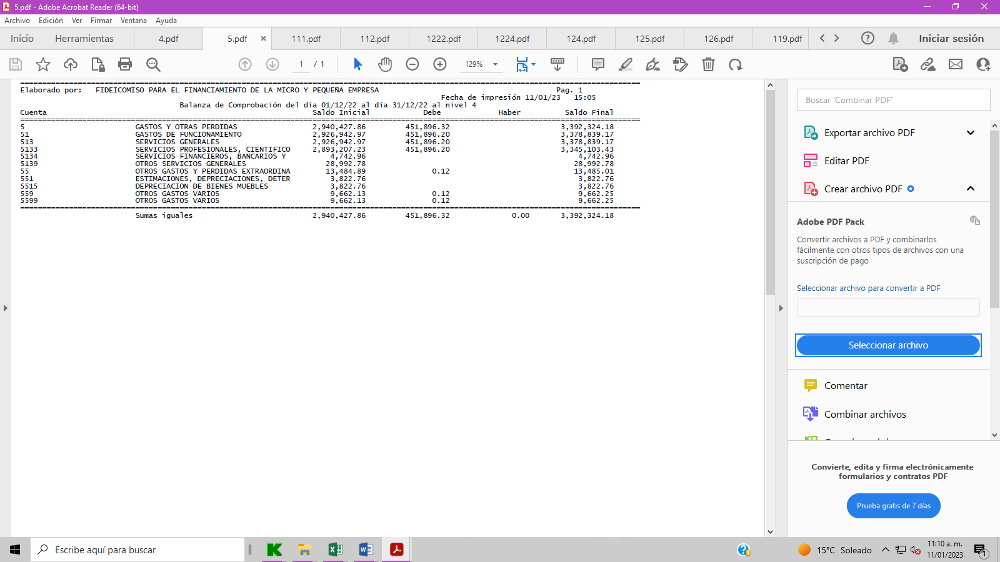 5.pdf - Adobe Acrobat Reader (64-bit)
Archivo Edición Ver Firmar Ventana Ayuda
Inicio Herramientas 4.pdf 5.pdf × 111.pdf 112.pdf 1222.pdf 1224.pdf 124.pdf 125.pdf 126.pdf 119.pdf Iniciar sesión
1 / 1 129%
Elaborado por: FIDEICOMISO PARA EL FINANCIAMIENTO DE LA MICRO Y PEQUEÑA EMPRESA Pag. 1
Fecha de impresión 11/01/23 15:05
Balanza de Comprobación del día 01/12/22 al día 31/12/22 al nivel 4
Cuenta Saldo Inicial Debe Haber Saldo Final
5 GASTOS Y OTRAS PERDIDAS 2,940,427.86 451,896.32 3,392,324.18
51 GASTOS DE FUNCIONAMIENTO 2,926,942.97 451,896.20 3,378,839.17
513 SERVICIOS GENERALES 2,926,942.97 451,896.20 3,378,839.17
5133 SERVICIOS PROFESIONALES, CIENTIFICO 2,893,207.23 451,896.20 3,345,103.43
5134 SERVICIOS FINANCIEROS, BANCARIOS Y 4,742.96 4,742.96
5139 OTROS SERVICIOS GENERALES 28,992.78 28,992.78
55 OTROS GASTOS Y PERDIDAS EXTRAORDINA 13,484.89 0.12 13,485.01
551 ESTIMACIONES, DEPRECIACIONES, DETER 3,822.76 3,822.76
5515 DEPRECIACION DE BIENES MUEBLES 3,822.76 3,822.76
559 OTROS GASTOS VARIOS 9,662.13 0.12 9,662.25
5599 OTROS GASTOS VARIOS 9,662.13 0.12 9,662.25
Sumas iguales 2,940,427.86 451,896.32 0.00 3,392,324.18
Buscar 'Combinar PDF'
Exportar archivo PDF
Editar PDF
Crear archivo PDF
Adobe PDF Pack
Convertir archivos a PDF y combinarlos
fácilmente con otros tipos de archivos con una
suscripción de pago
Seleccionar archivo para convertir a PDF
Seleccionar archivo
Comentar
Combinar archivos
Convierte, edita y firma electrónicamente
formularios y contratos PDF
Prueba gratis de 7 días
Escribe aquí para buscar
15°C Soleado
11:10 a. m.
11/01/2023
1